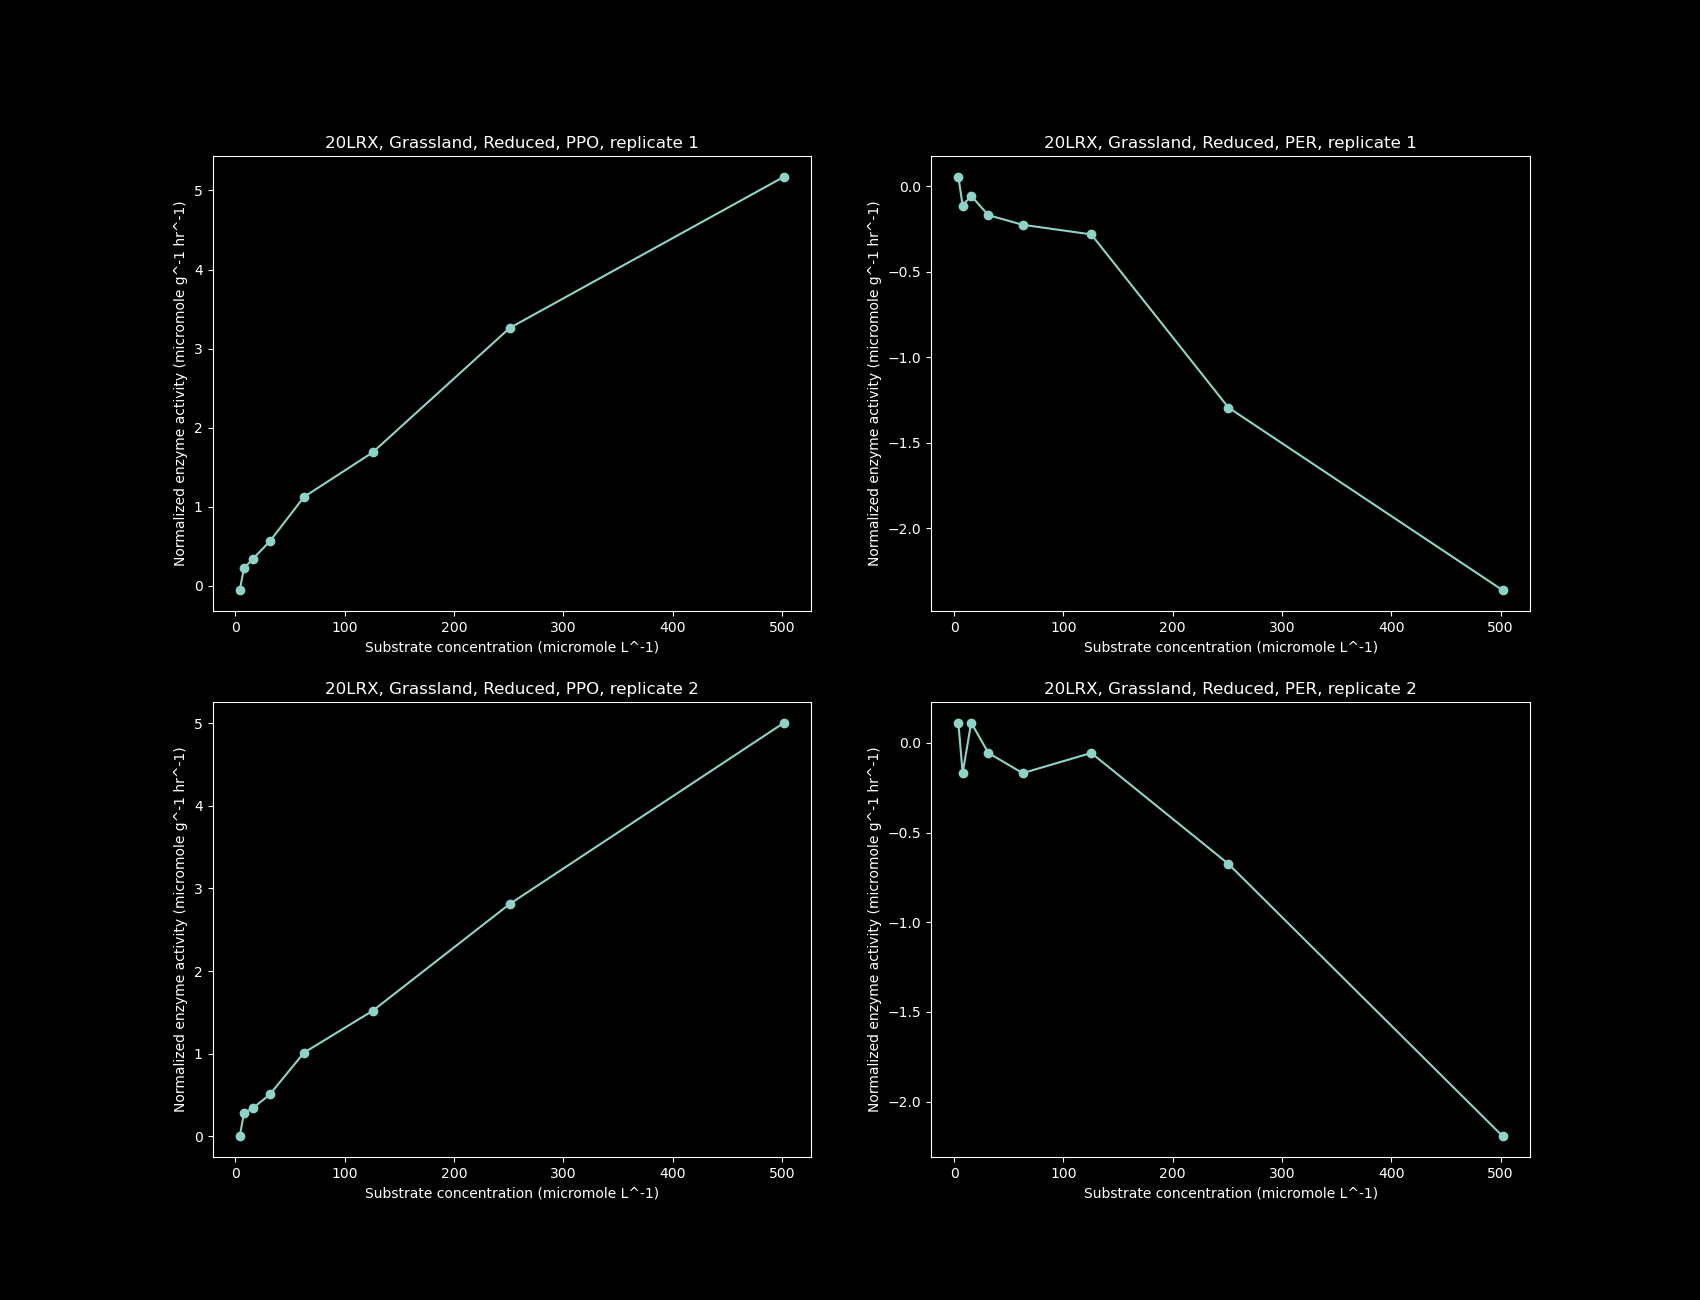 20LRX, Grassland, Reduced, PPO, replicate 1
Normalized enzyme activity (micromole g^-1 hr^-1)
5
4
3
2
1
0
0 100 200 300 400 500
Substrate concentration (micromole L^-1)
20LRX, Grassland, Reduced, PER, replicate 1
Normalized enzyme activity (micromole g^-1 hr^-1)
0.0
−0.5
−1.0
−1.5
−2.0
0 100 200 300 400 500
Substrate concentration (micromole L^-1)
20LRX, Grassland, Reduced, PPO, replicate 2
Normalized enzyme activity (micromole g^-1 hr^-1)
5
4
3
2
1
0
0 100 200 300 400 500
Substrate concentration (micromole L^-1)
20LRX, Grassland, Reduced, PER, replicate 2
Normalized enzyme activity (micromole g^-1 hr^-1)
0.0
−0.5
−1.0
−1.5
−2.0
0 100 200 300 400 500
Substrate concentration (micromole L^-1)